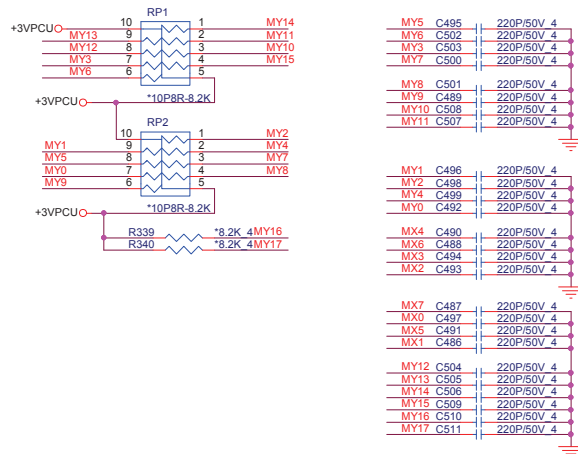 RP1
+3VPCU 10 1 MY14
MY13 9 2 MY11
MY12 8 3 MY10
MY3 7 4 MY15
MY6 6 5
+3VPCU *10P8R-8.2K
RP2
10 1 MY2
MY1 9 2 MY4
MY5 8 3 MY7
MY0 7 4 MY8
MY9 6 5
+3VPCU *10P8R-8.2K
R339 *8.2K_4 MY16
R340 *8.2K_4 MY17
MY5 C495 220P/50V_4
MY6 C502 220P/50V_4
MY3 C503 220P/50V_4
MY7 C500 220P/50V_4
MY8 C501 220P/50V_4
MY9 C489 220P/50V_4
MY10 C508 220P/50V_4
MY11 C507 220P/50V_4
MY1 C496 220P/50V_4
MY2 C498 220P/50V_4
MY4 C499 220P/50V_4
MY0 C492 220P/50V_4
MX4 C490 220P/50V_4
MX6 C488 220P/50V_4
MX3 C494 220P/50V_4
MX2 C493 220P/50V_4
MX7 C487 220P/50V_4
MX0 C497 220P/50V_4
MX5 C491 220P/50V_4
MX1 C486 220P/50V_4
MY12 C504 220P/50V_4
MY13 C505 220P/50V_4
MY14 C506 220P/50V_4
MY15 C509 220P/50V_4
MY16 C510 220P/50V_4
MY17 C511 220P/50V_4